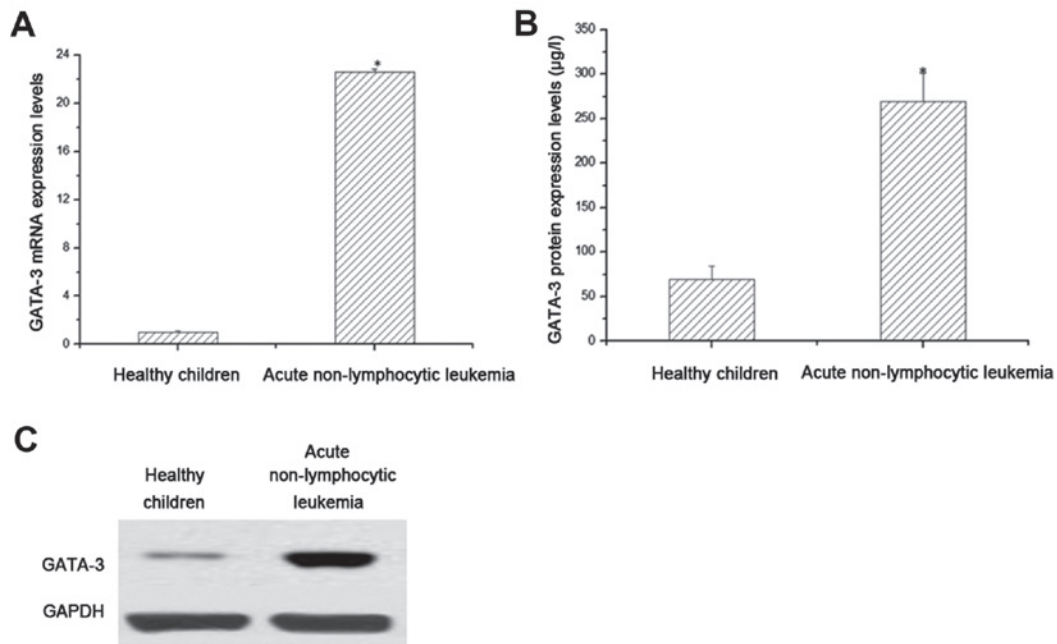 A
GATA-3 mRNA expression levels
24
20
16
12
8
4
0
Healthy children
Acute non-lymphocytic leukemia
*
B
GATA-3 protein expression levels (µg/l)
350
300
250
200
150
100
50
0
Healthy children
Acute non-lymphocytic leukemia
*
C
Healthy
children
Acute
non-lymphocytic
leukemia
GATA-3
GAPDH